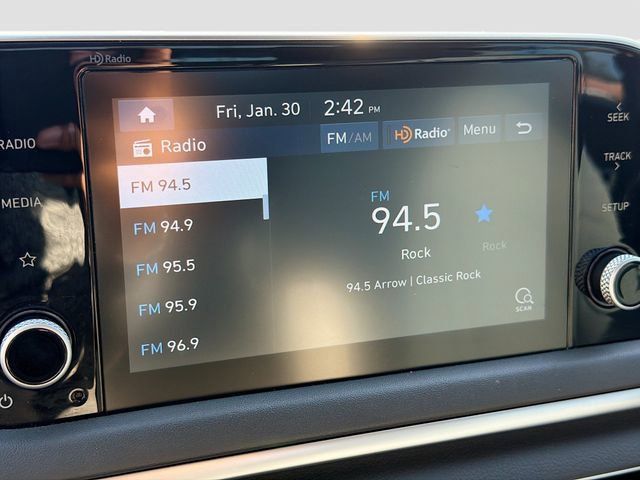 HD Radio
Fri, Jan. 30 2:42 PM
Radio FM/AM HD Radio Menu
FM 94.5
FM 94.9
FM 95.5
FM 95.9
FM 96.9
FM
94.5
Rock
Rock
94.5 Arrow | Classic Rock
SCAN
RADIO
MEDIA
SEEK
TRACK
SETUP